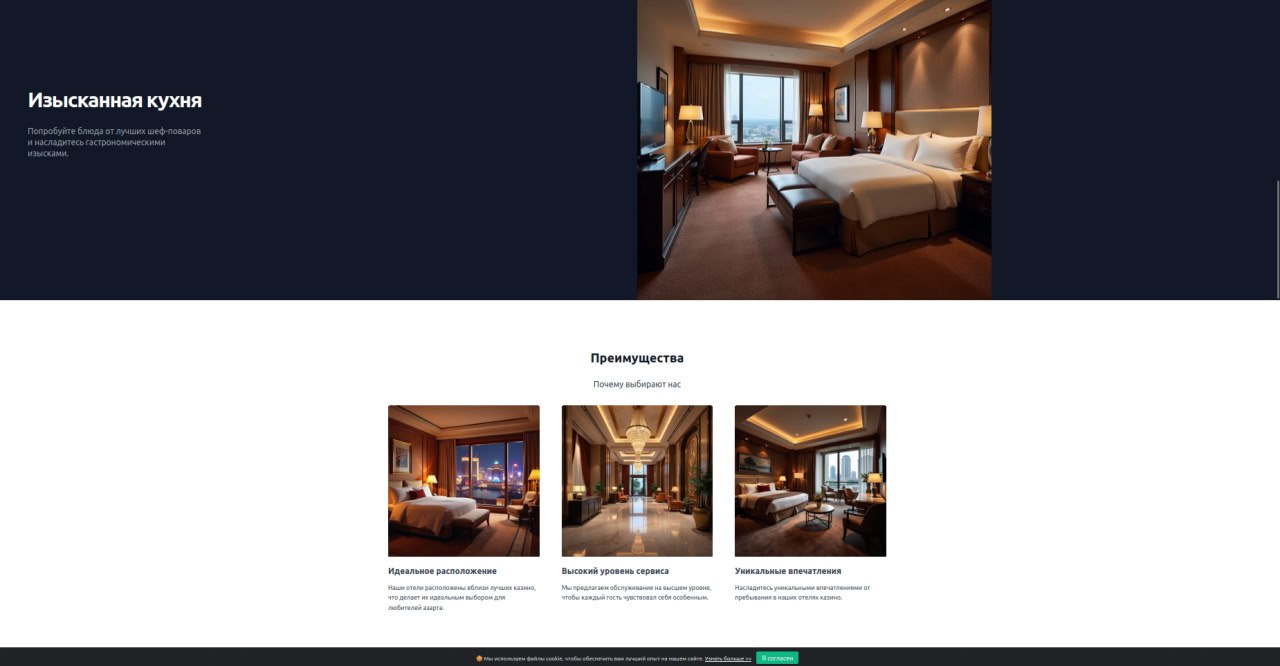 Изысканная кухня
Попробуйте блюда от лучших шеф-поваров
и насладитесь гастрономическими
изысками.
Преимущества
Почему выбирают нас
Идеальное расположение
Наши отели расположены вблизи лучших казино,
что делает их идеальным выбором для
любителей азарта.
Высокий уровень сервиса
Мы предлагаем обслуживание на высшем уровне,
чтобы каждый гость чувствовал себя особенным.
Уникальные впечатления
Насладитесь уникальными впечатлениями от
пребывания в наших отелях казино.
🍪 Мы используем файлы cookie, чтобы обеспечить вам лучший опыт на нашем сайте. Узнать больше >> Я согласен